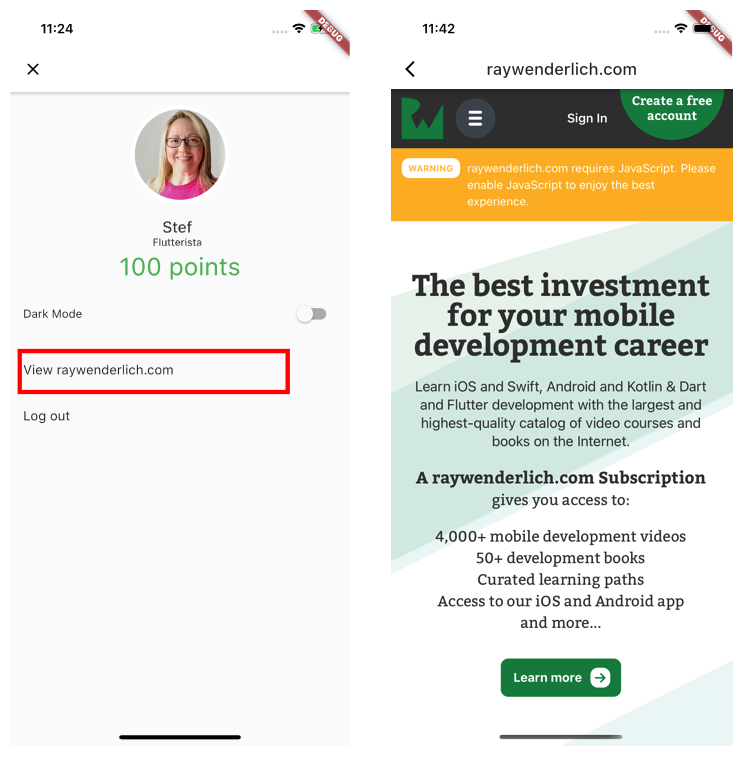 11:24
DEBUG
Stef
Flutterista
100 points
Dark Mode
View raywenderlich.com
Log out
11:42
DEBUG
raywenderlich.com
Sign In
Create a free
account
WARNING
raywenderlich.com requires JavaScript. Please
enable JavaScript to enjoy the best
experience.
The best investment
for your mobile
development career
Learn iOS and Swift, Android and Kotlin & Dart
and Flutter development with the largest and
highest-quality catalog of video courses and
books on the Internet.
A raywenderlich.com Subscription
gives you access to:
4,000+ mobile development videos
50+ development books
Curated learning paths
Access to our iOS and Android app
and more...
Learn more